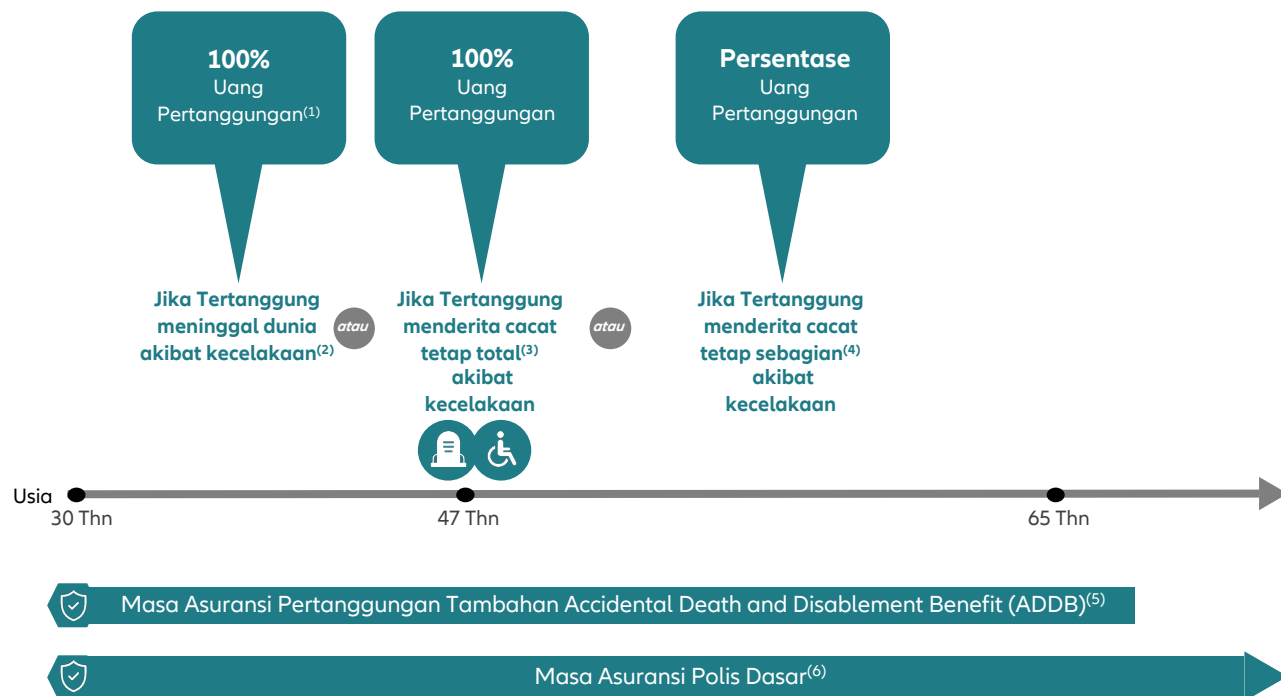 100%
Uang
Pertanggungan(1)
100%
Uang
Pertanggungan
Persentase
Uang
Pertanggungan
Jika Tertanggung
meninggal dunia
akibat kecelakaan(2)
atau
Jika Tertanggung
menderita cacat
tetap total(3)
akibat
kecelakaan
atau
Jika Tertanggung
menderita cacat
tetap sebagian(4)
akibat
kecelakaan
Usia
30 Thn
47 Thn
65 Thn
Masa Asuransi Pertanggungan Tambahan Accidental Death and Disablement Benefit (ADDB)(5)
Masa Asuransi Polis Dasar(6)